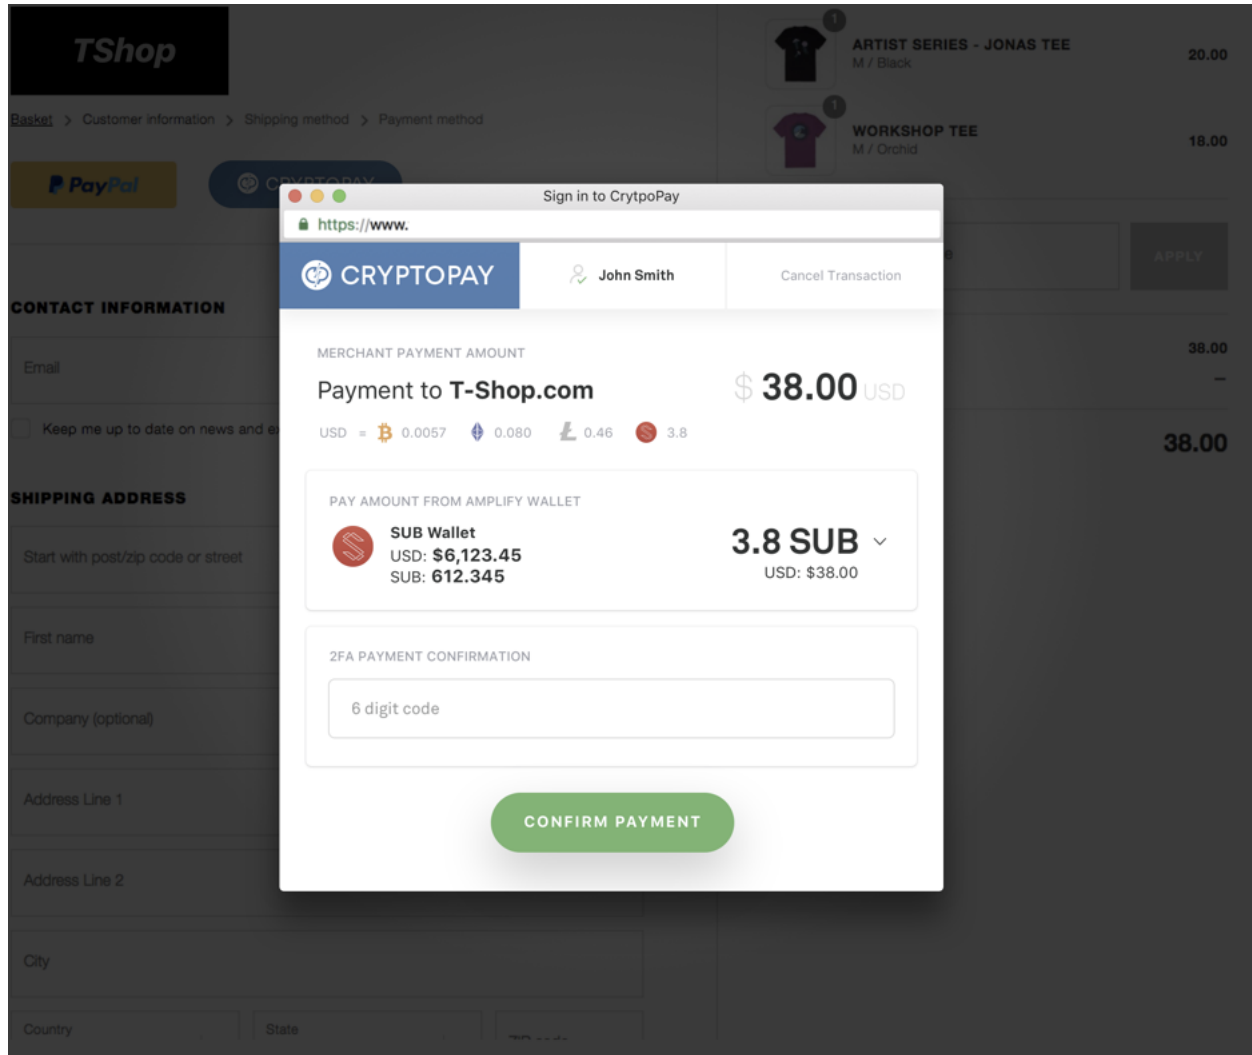 TShop
Basket > Customer information > Shipping method > Payment method
PayPal
CRYPTOPAY
1
ARTIST SERIES - JONAS TEE
M / Black
20.00
1
WORKSHOP TEE
M / Orchid
18.00
APPLY
38.00
38.00
CONTACT INFORMATION
Email
Keep me up to date on news and
SHIPPING ADDRESS
Start with post/zip code or street
First name
Company (optional)
Address Line 1
Address Line 2
City
Country
State
ZIP code
Sign in to CrytpoPay
https://www.
CRYPTOPAY
John Smith
Cancel Transaction
MERCHANT PAYMENT AMOUNT
Payment to T-Shop.com
$ 38.00 USD
USD = 0.0057 0.080 0.46 3.8
PAY AMOUNT FROM AMPLIFY WALLET
SUB Wallet
USD: $6,123.45
SUB: 612.345
3.8 SUB
USD: $38.00
2FA PAYMENT CONFIRMATION
6 digit code
CONFIRM PAYMENT